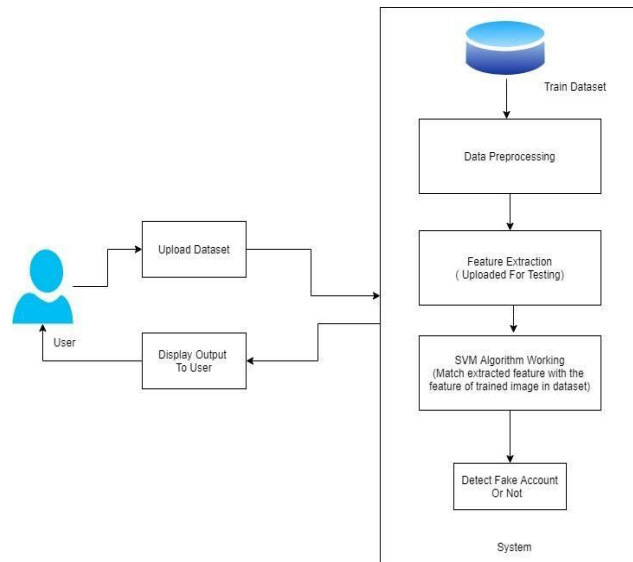 Train Dataset
Data Preprocessing
Upload Dataset
Feature Extraction
( Uploaded For Testing)
User
Display Output
To User
SVM Algorithm Working
(Match extracted feature with the
feature of trained image in dataset)
Detect Fake Account
Or Not
System